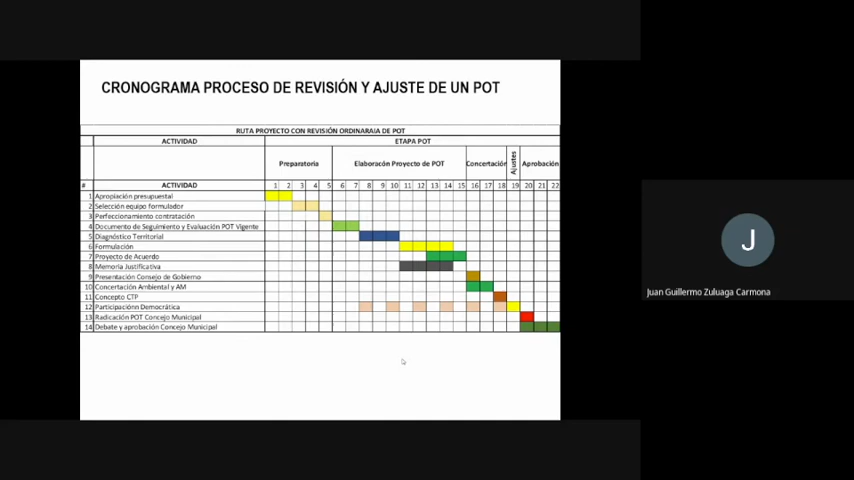 CRONOGRAMA PROCESO DE REVISIÓN Y AJUSTE DE UN POT
RUTA PROYECTO CON REVISIÓN ORDINARAIA DE POT
ACTIVIDAD ETAPA POT
Preparatoria Elaboracón Proyecto de POT Concertación Ajustes Aprobación
# ACTIVIDAD 1 2 3 4 5 6 7 8 9 10 11 12 13 14 15 16 17 18 19 20 21 22
1 Apropiación presupuestal
2 Selección equipo formulador
3 Perfeccionamiento contratación
4 Documento de Seguimiento y Evaluación POT Vigente
5 Diagnóstico Territorial
6 Formulación
7 Proyecto de Acuerdo
8 Memoria Justificativa
9 Presentación Consejo de Gobierno
10 Concertación Ambiental y AM
11 Concepto CTP
12 Participaciónn Democrática
13 Radicación POT Concejo Municipal
14 Debate y aprobación Concejo Municipal
J
Juan Guillermo Zuluaga Carmona